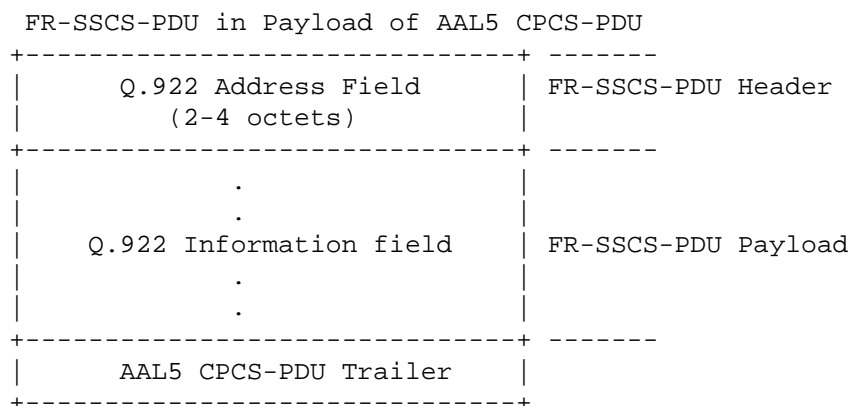 FR-SSCS-PDU in Payload of AAL5 CPCS-PDU
+-------------------------------+ -------
|      Q.922 Address Field      | FR-SSCS-PDU Header
|         (2-4 octets)          |
+-------------------------------+ -------
|             .                 |
|             .                 |
|    Q.922 Information field    | FR-SSCS-PDU Payload
|             .                 |
|             .                 |
+-------------------------------+ -------
|      AAL5 CPCS-PDU Trailer    |
+-------------------------------+